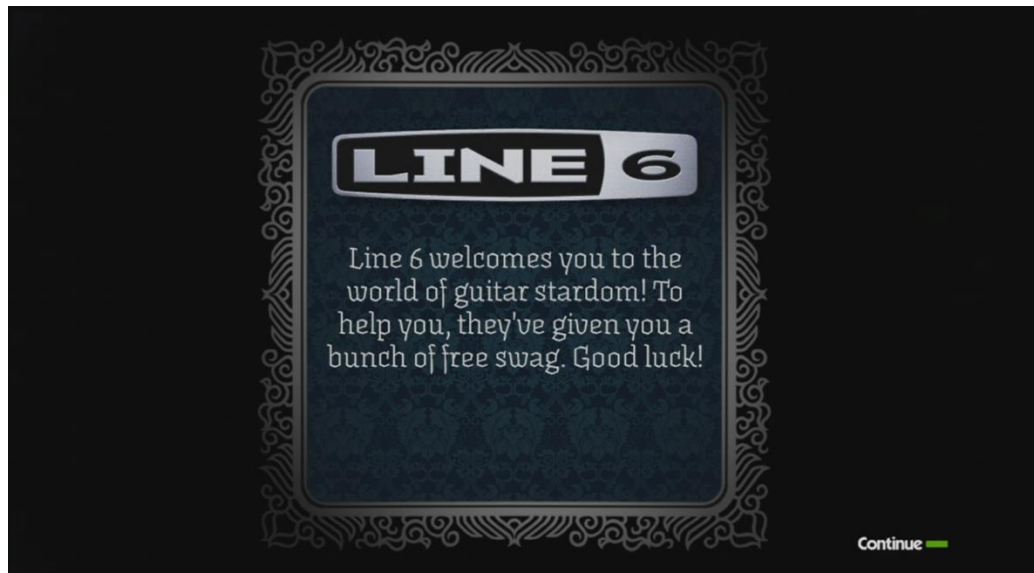 LINE 6
Line 6 welcomes you to the
world of guitar stardom! To
help you, they've given you a
bunch of free swag. Good luck!
Continue